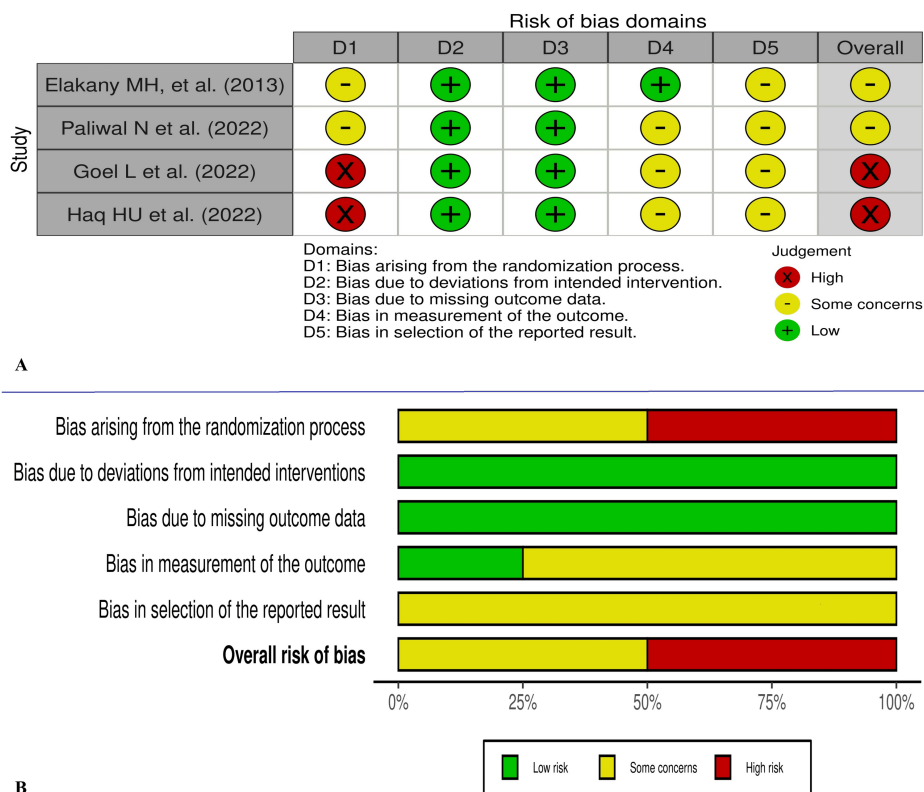 Risk of bias domains
D1 D2 D3 D4 D5 Overall
Study
Elakany MH, et al. (2013) - + + + - -
Paliwal N et al. (2022) - + + - - -
Goel L et al. (2022) X + + - - X
Haq HU et al. (2022) X + + - - X
Domains:
D1: Bias arising from the randomization process.
D2: Bias due to deviations from intended intervention.
D3: Bias due to missing outcome data.
D4: Bias in measurement of the outcome.
D5: Bias in selection of the reported result.
Judgement
X High
- Some concerns
+ Low
A
Bias arising from the randomization process
Bias due to deviations from intended interventions
Bias due to missing outcome data
Bias in measurement of the outcome
Bias in selection of the reported result
Overall risk of bias
0% 25% 50% 75% 100%
Low risk Some concerns High risk
B